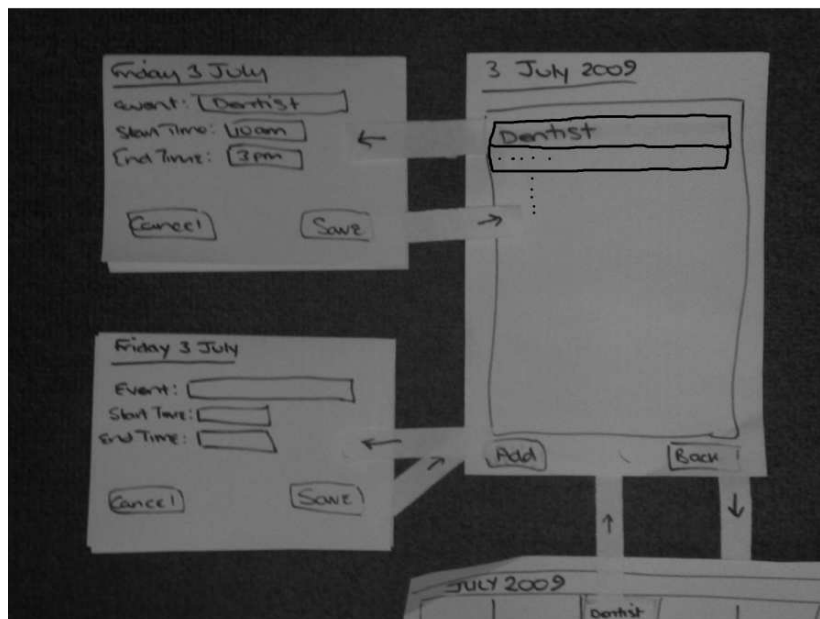 Friday 3 July
event: Dentist
Start Time: 10am
End Time: 3pm
Cancel
Save
3 July 2009
Dentist
.....
Add
Back
Friday 3 July
Event:
Start Time:
End Time:
Cancel
Save
JULY 2009
Dentist